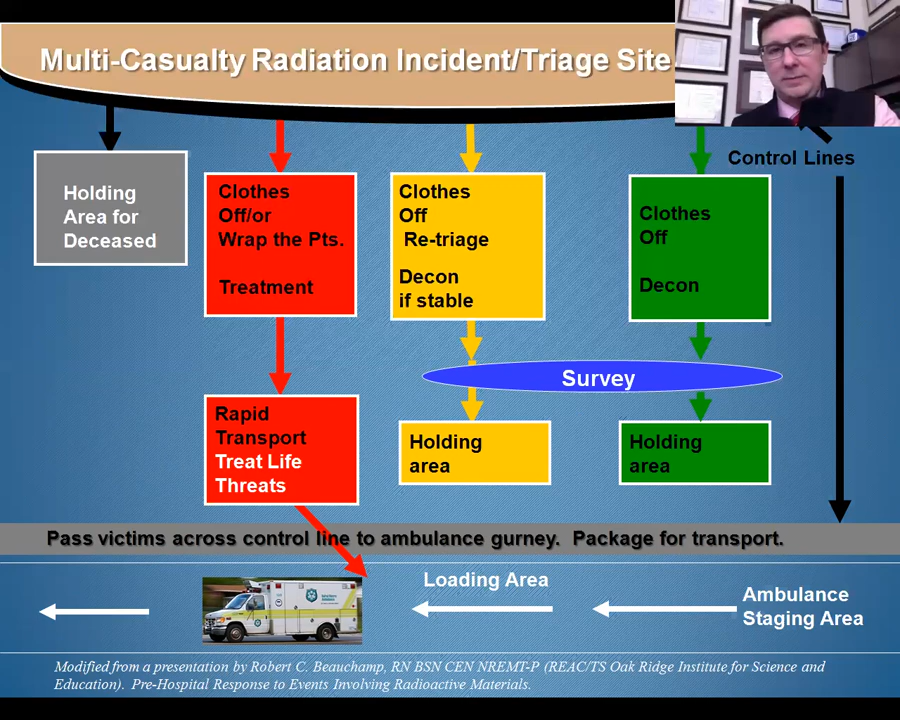 Multi-Casualty Radiation Incident/Triage Site
Control Lines
Holding
Area for
Deceased
Clothes
Off/or
Wrap the Pts.
Treatment
Clothes
Off
Re-triage
Decon
if stable
Clothes
Off
Decon
Survey
Rapid
Transport
Treat Life
Threats
Holding
area
Holding
area
Pass victims across control line to ambulance gurney. Package for transport.
Loading Area
Ambulance
Staging Area
Modified from a presentation by Robert C. Beauchamp, RN BSN CEN NREMT-P (REAC/TS Oak Ridge Institute for Science and
Education). Pre-Hospital Response to Events Involving Radioactive Materials.